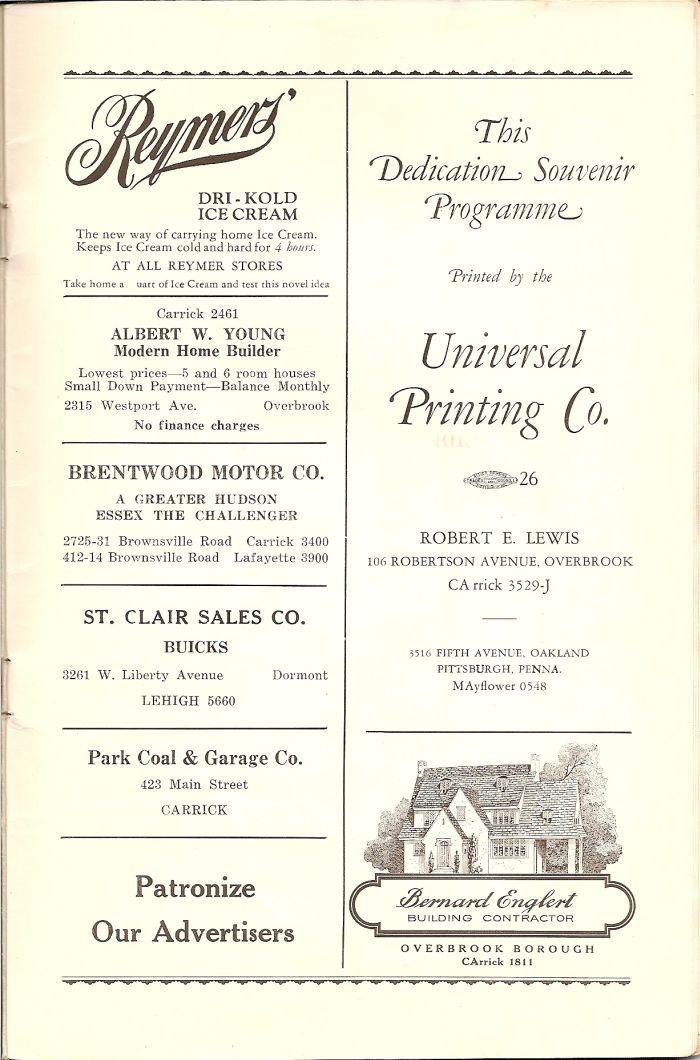 Reymers'
DRI-KOLD
ICE CREAM
The new way of carrying home Ice Cream.
Keeps Ice Cream cold and hard for 4 hours.
AT ALL REYMER STORES
Take home a uart of Ice Cream and test this novel idea
Carrick 2461
ALBERT W. YOUNG
Modern Home Builder
Lowest prices—5 and 6 room houses
Small Down Payment—Balance Monthly
2315 Westport Ave. Overbrook
No finance charges
BRENTWOOD MOTOR CO.
A GREATER HUDSON
ESSEX THE CHALLENGER
2725-31 Brownsville Road Carrick 3400
412-14 Brownsville Road Lafayette 3900
ST. CLAIR SALES CO.
BUICKS
3261 W. Liberty Avenue Dormont
LEHIGH 5660
Park Coal & Garage Co.
423 Main Street
CARRICK
Patronize
Our Advertisers
This
Dedication Souvenir
Programme
Printed by the
Universal
Printing Co.
26
ROBERT E. LEWIS
106 ROBERTSON AVENUE, OVERBROOK
CArrick 3529-J
3516 FIFTH AVENUE, OAKLAND
PITTSBURGH, PENNA.
MAyflower 0548
Bernard Englert
BUILDING CONTRACTOR
OVERBROOK BOROUGH
CArrick 1811